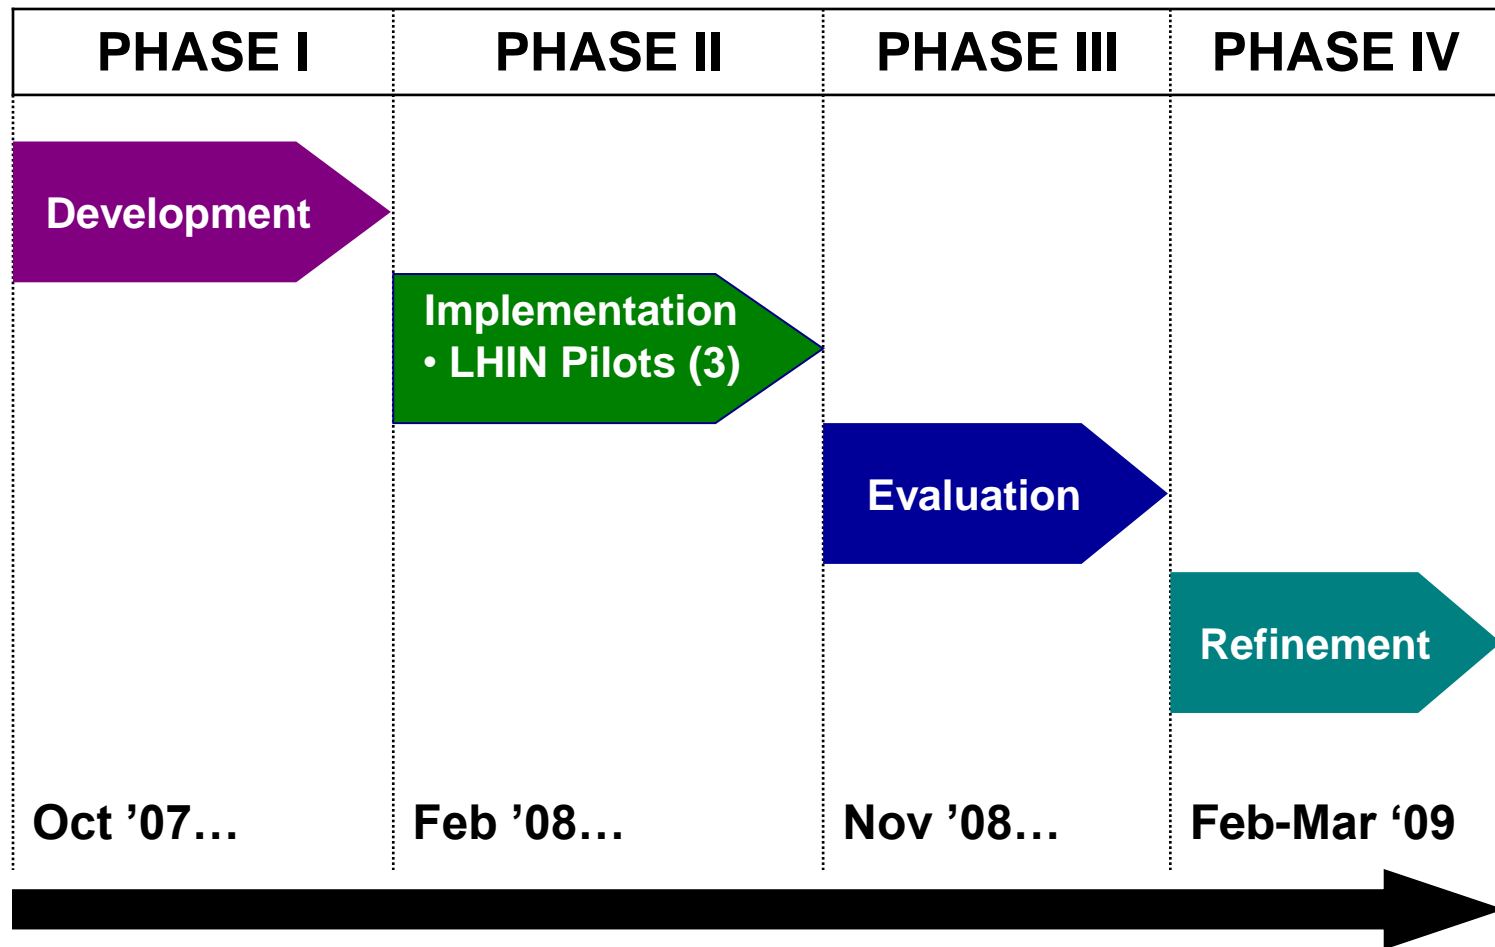 PHASE I
PHASE II
PHASE III
PHASE IV
Development
Implementation
• LHIN Pilots (3)
Evaluation
Refinement
Oct ’07…
Feb ’08…
Nov ’08…
Feb-Mar ‘09